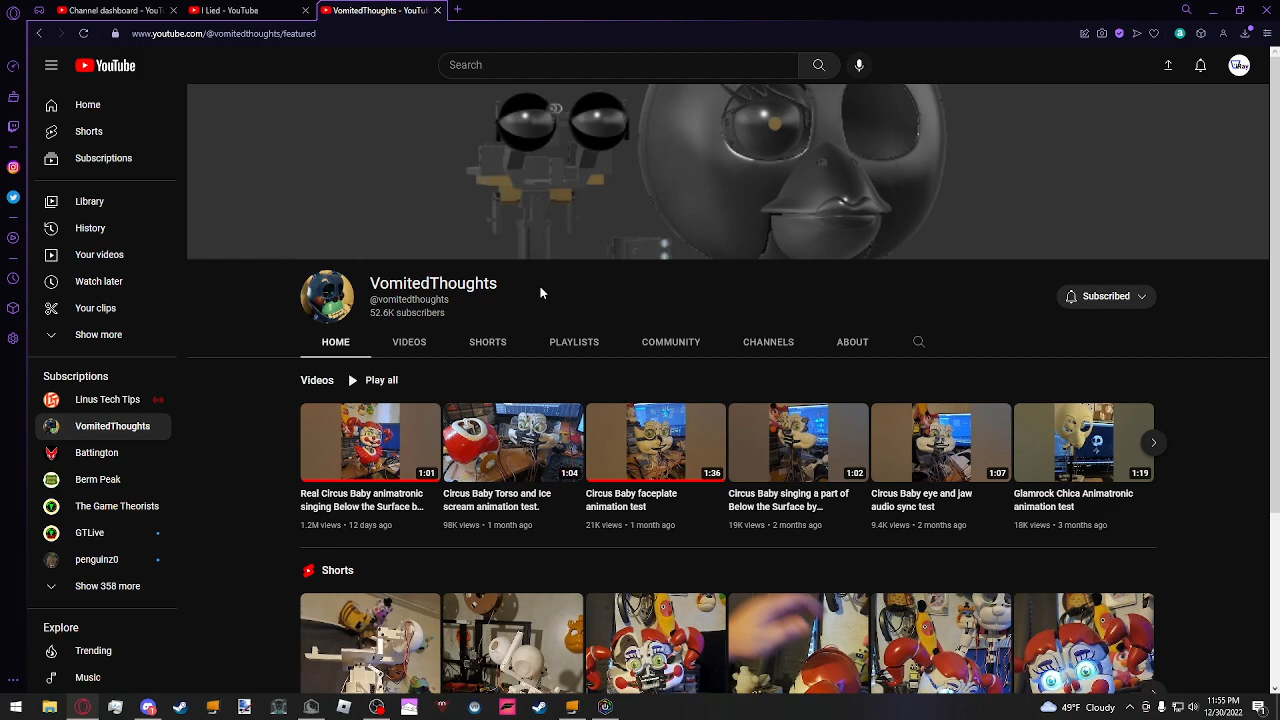 Channel dashboard - YouTu
I Lied - YouTube
VomitedThoughts - YouTu
www.youtube.com/@vomitedthoughts/featured
YouTube
Search
Home
Shorts
Subscriptions
Library
History
Your videos
Watch later
Your clips
Show more
Subscriptions
Linus Tech Tips
VomitedThoughts
Battington
Berm Peak
The Game Theorists
GTLive
penguinz0
Show 358 more
Explore
Trending
Music
VomitedThoughts
@vomitedthoughts
52.6K subscribers
Subscribed
HOME VIDEOS SHORTS PLAYLISTS COMMUNITY CHANNELS ABOUT
Videos Play all
1:01 1:04 1:36 1:02 1:07 1:19
Real Circus Baby animatronic
singing Below the Surface b...
1.2M views • 12 days ago
Circus Baby Torso and Ice
scream animation test.
98K views • 1 month ago
Circus Baby faceplate
animation test
21K views • 1 month ago
Circus Baby singing a part of
Below the Surface by...
19K views • 2 months ago
Circus Baby eye and jaw
audio sync test
9.4K views • 2 months ago
Glamrock Chica Animatronic
animation test
18K views • 3 months ago
Shorts
49°F Cloudy
11:55 PM
12/30/2022